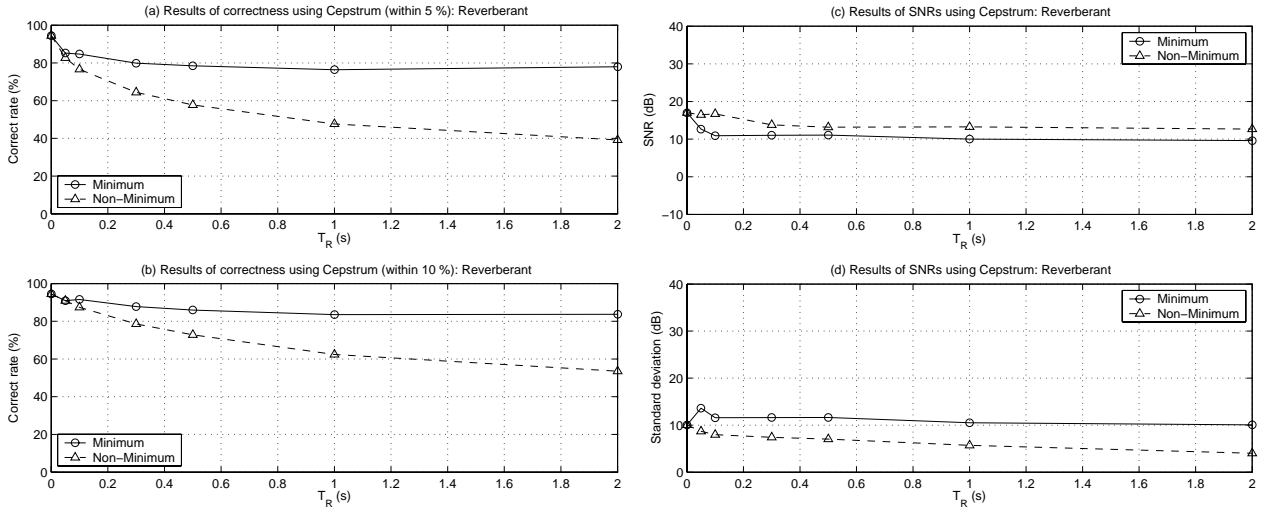 (a) Results of correctness using Cepstrum (within 5 %): Reverberant
100
80
60
40
20
0
Correct rate (%)
Minimum
Non−Minimum
0 0.2 0.4 0.6 0.8 1 1.2 1.4 1.6 1.8 2
T_R (s)
(b) Results of correctness using Cepstrum (within 10 %): Reverberant
100
80
60
40
20
0
Correct rate (%)
Minimum
Non−Minimum
0 0.2 0.4 0.6 0.8 1 1.2 1.4 1.6 1.8 2
T_R (s)
(c) Results of SNRs using Cepstrum: Reverberant
40
30
20
10
0
−10
SNR (dB)
Minimum
Non−Minimum
0 0.2 0.4 0.6 0.8 1 1.2 1.4 1.6 1.8 2
T_R (s)
(d) Results of SNRs using Cepstrum: Reverberant
40
30
20
10
0
Standard deviation (dB)
Minimum
Non−Minimum
0 0.2 0.4 0.6 0.8 1 1.2 1.4 1.6 1.8 2
T_R (s)